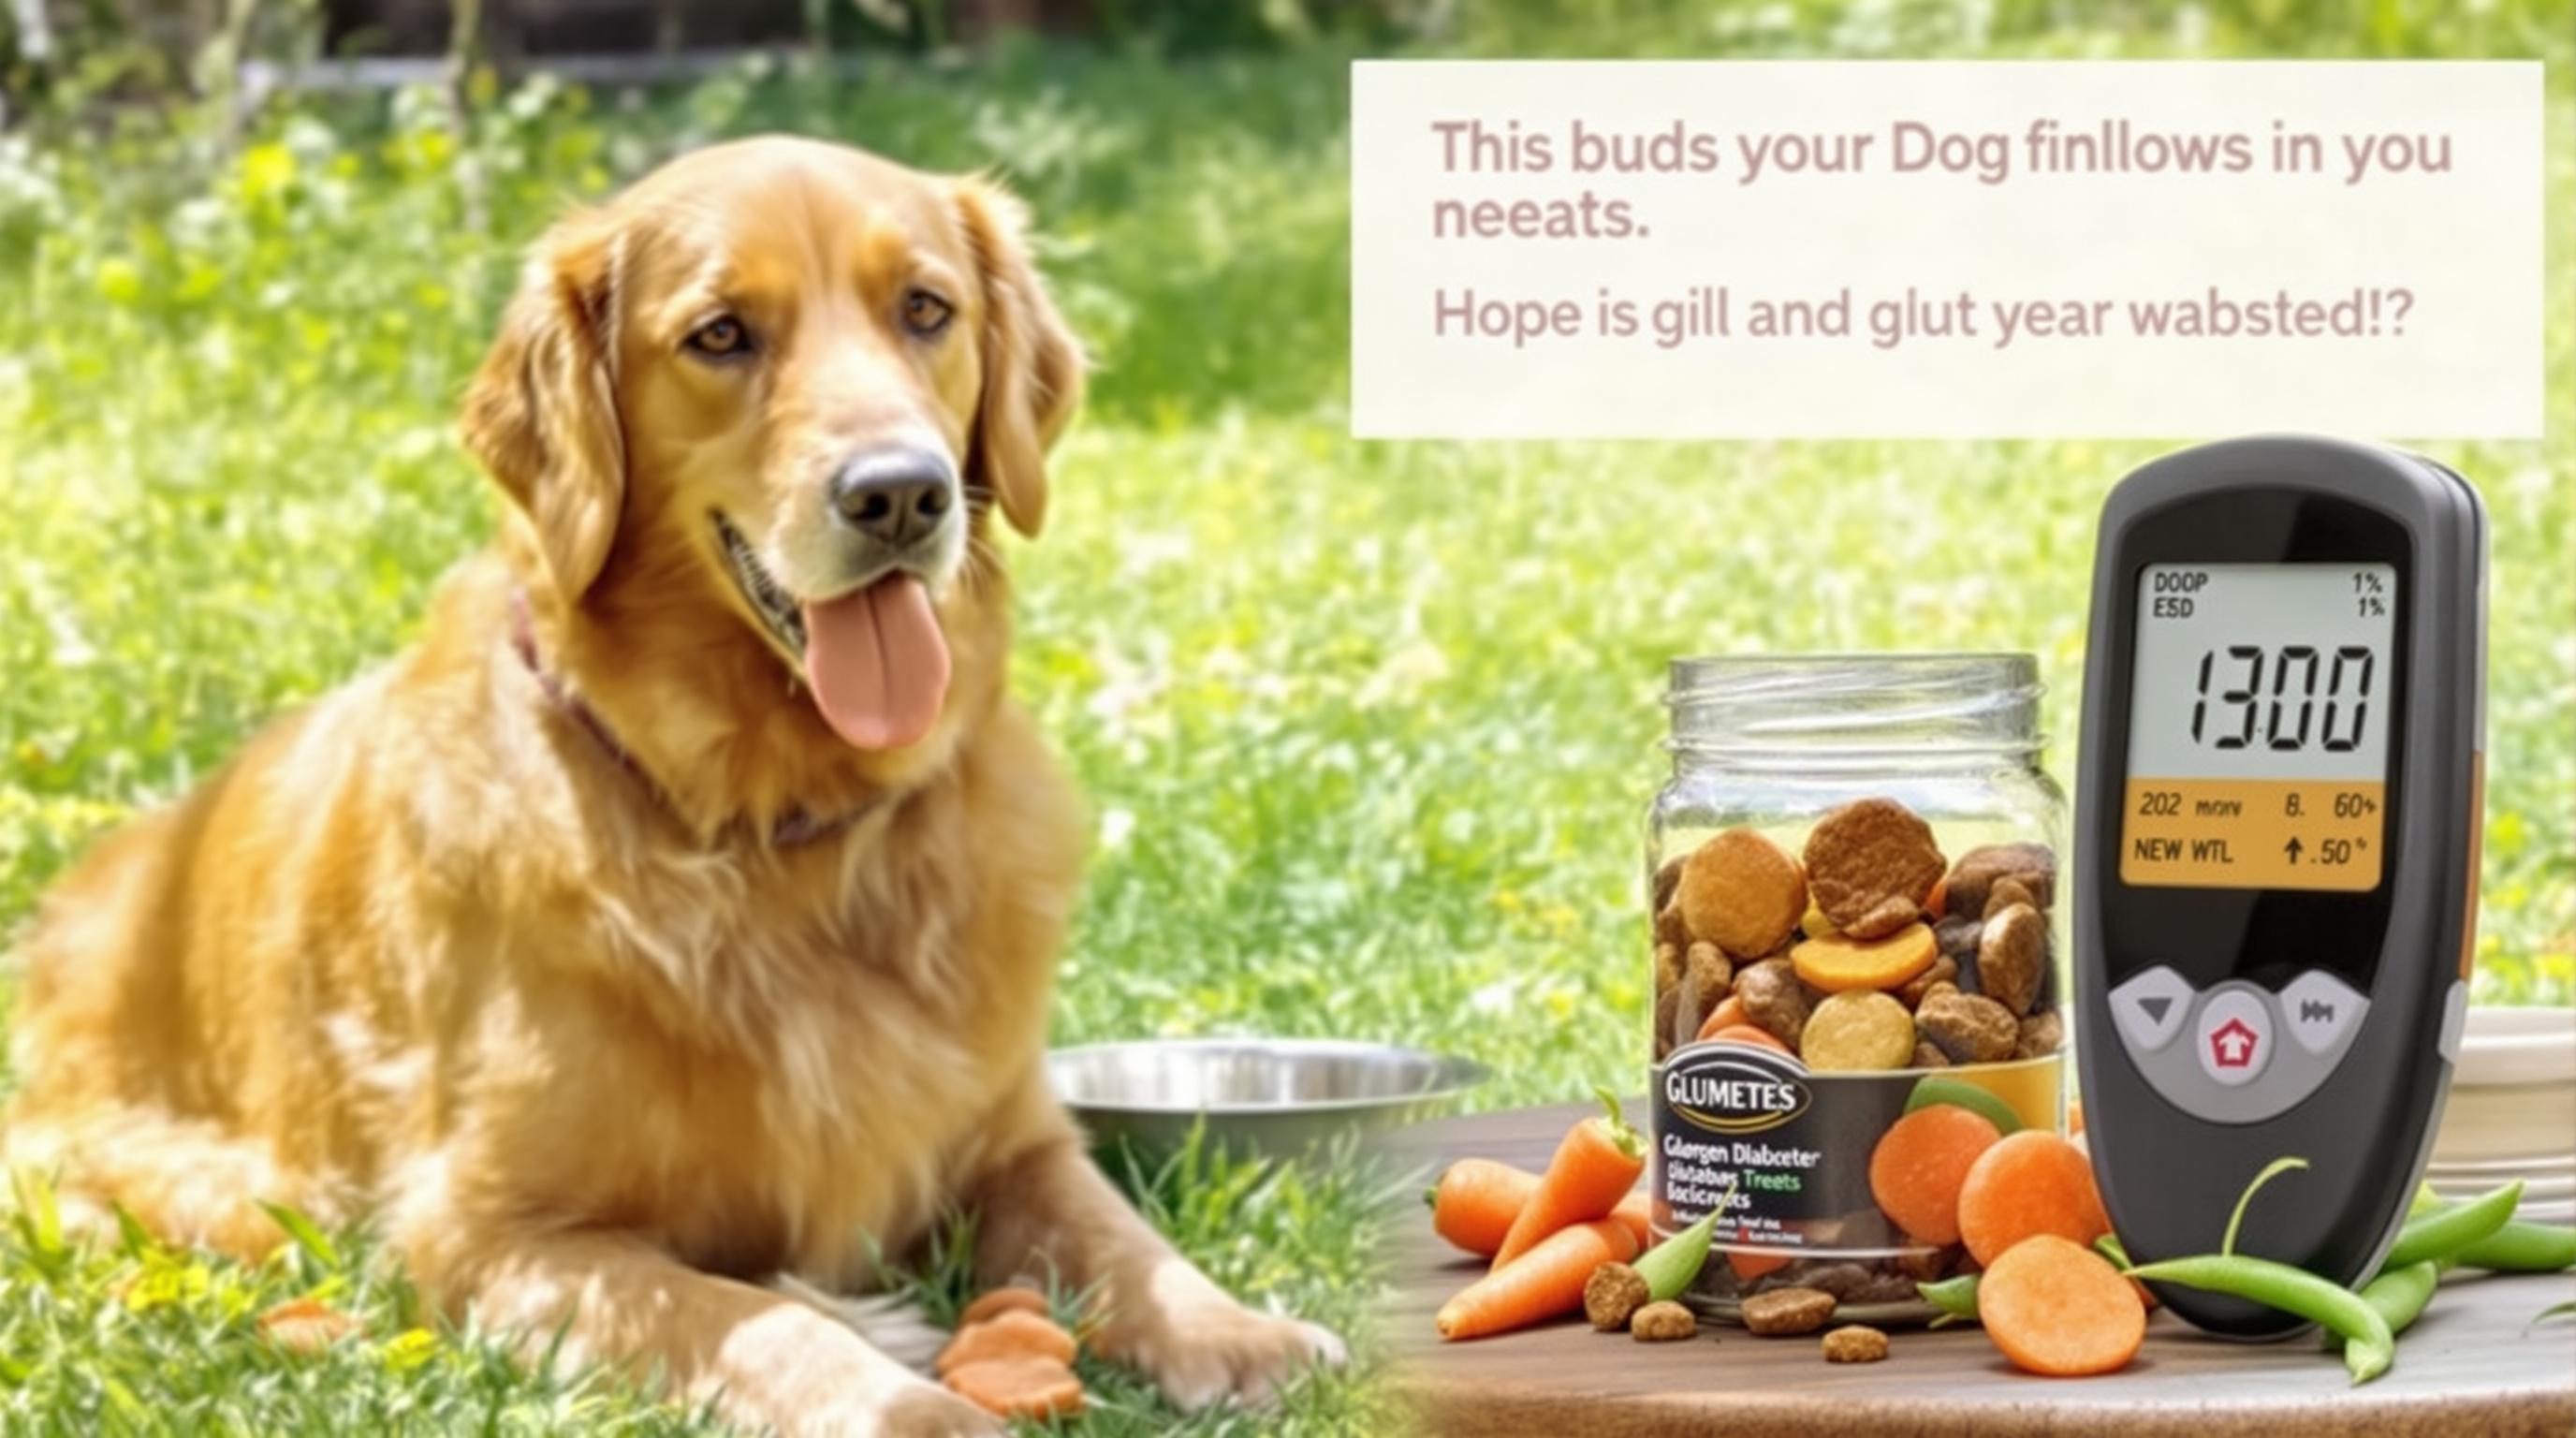 This buds your Dog finllows in you
neeats.
Hope is gill and glut year wabsted!?
DOOP 1%
ESD 1%
1300
202 8. 60
NEW WTL ↑.50
GLUMETES
Diabceter
Treets